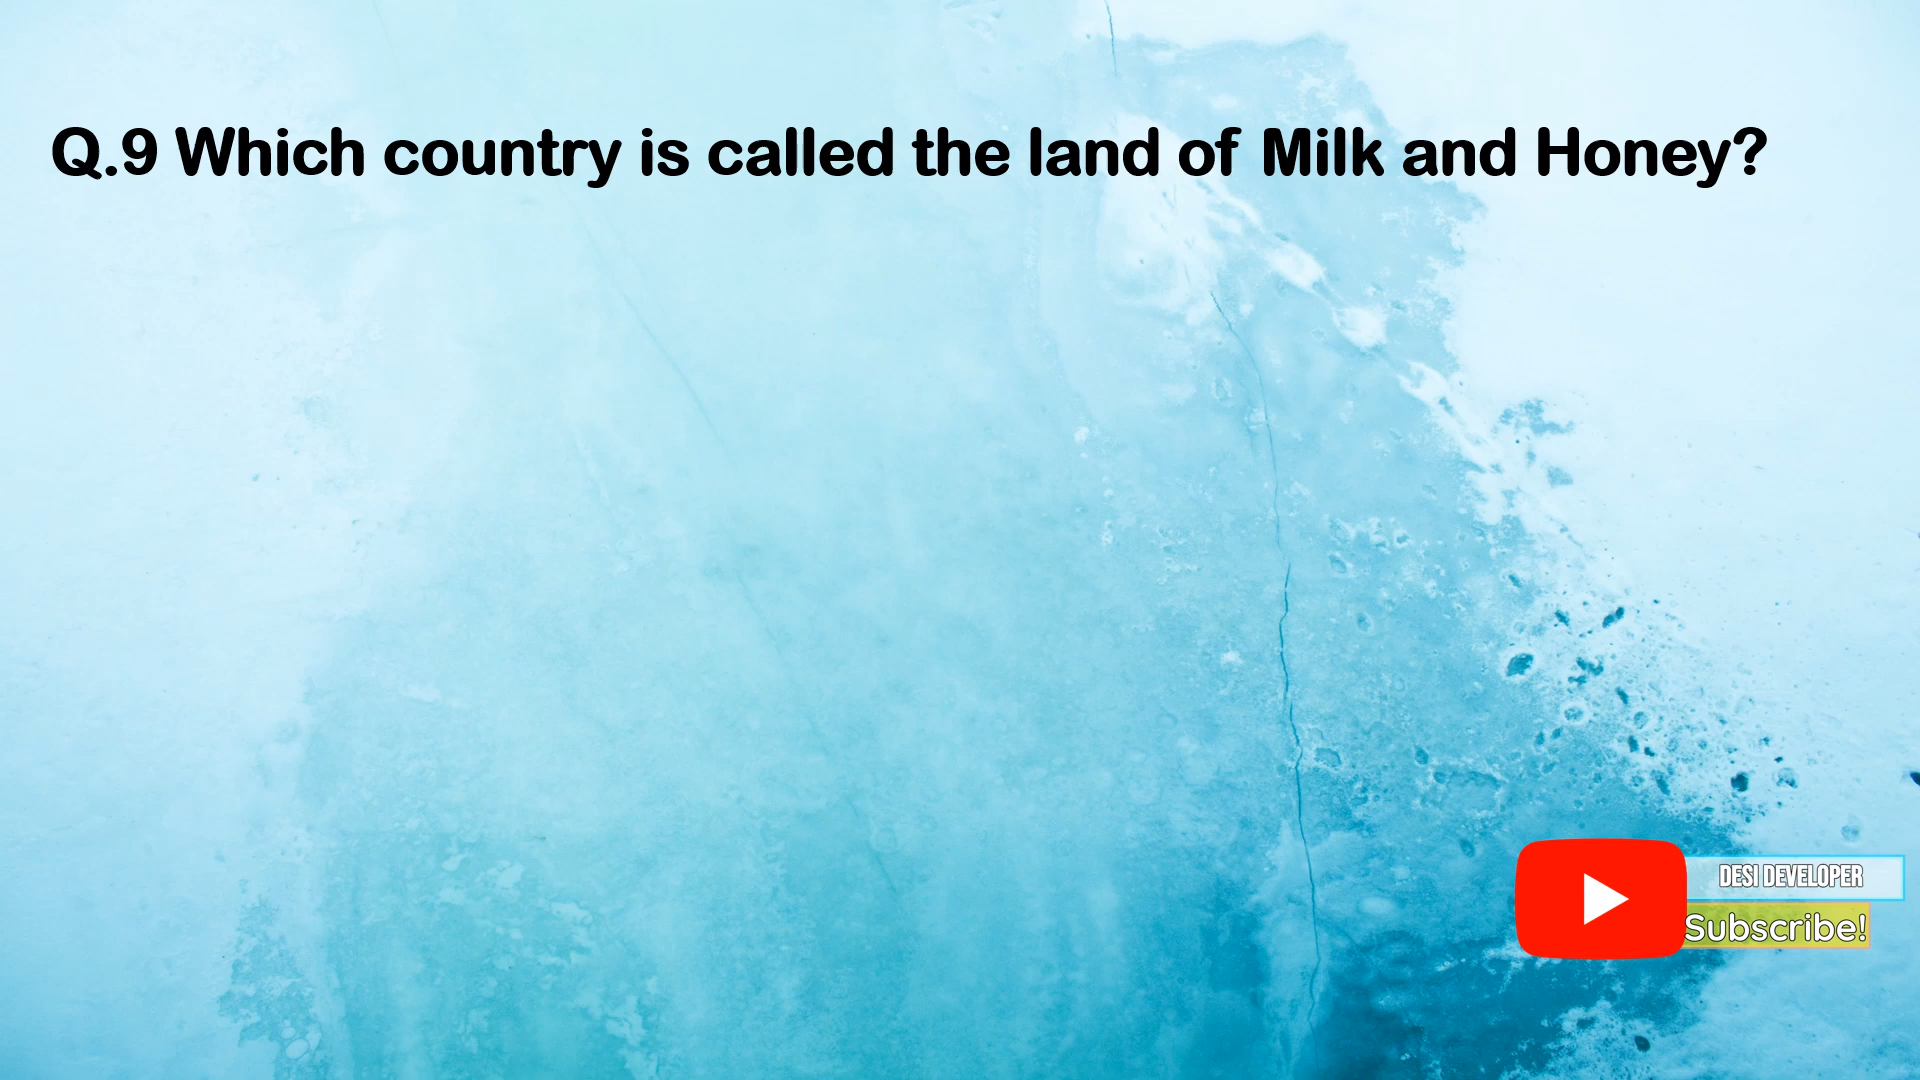 Q.9 Which country is called the land of Milk and Honey?
DESI DEVELOPER
Subscribe!